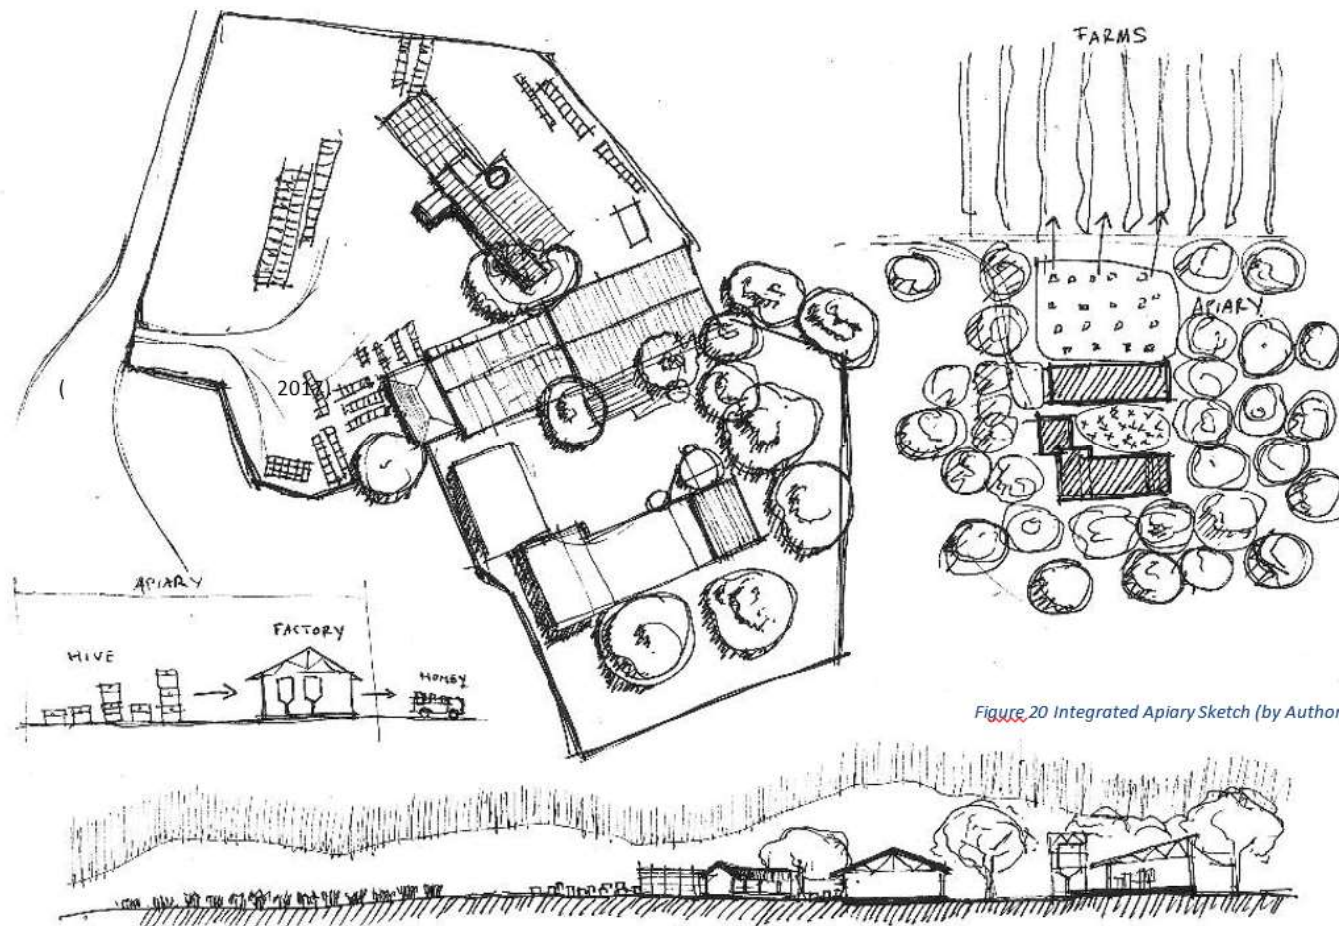 FARMS
APIARY
(
2017)
APIARY
FACTORY
HIVE
HONEY
Figure 20 Integrated Apiary Sketch (by Author